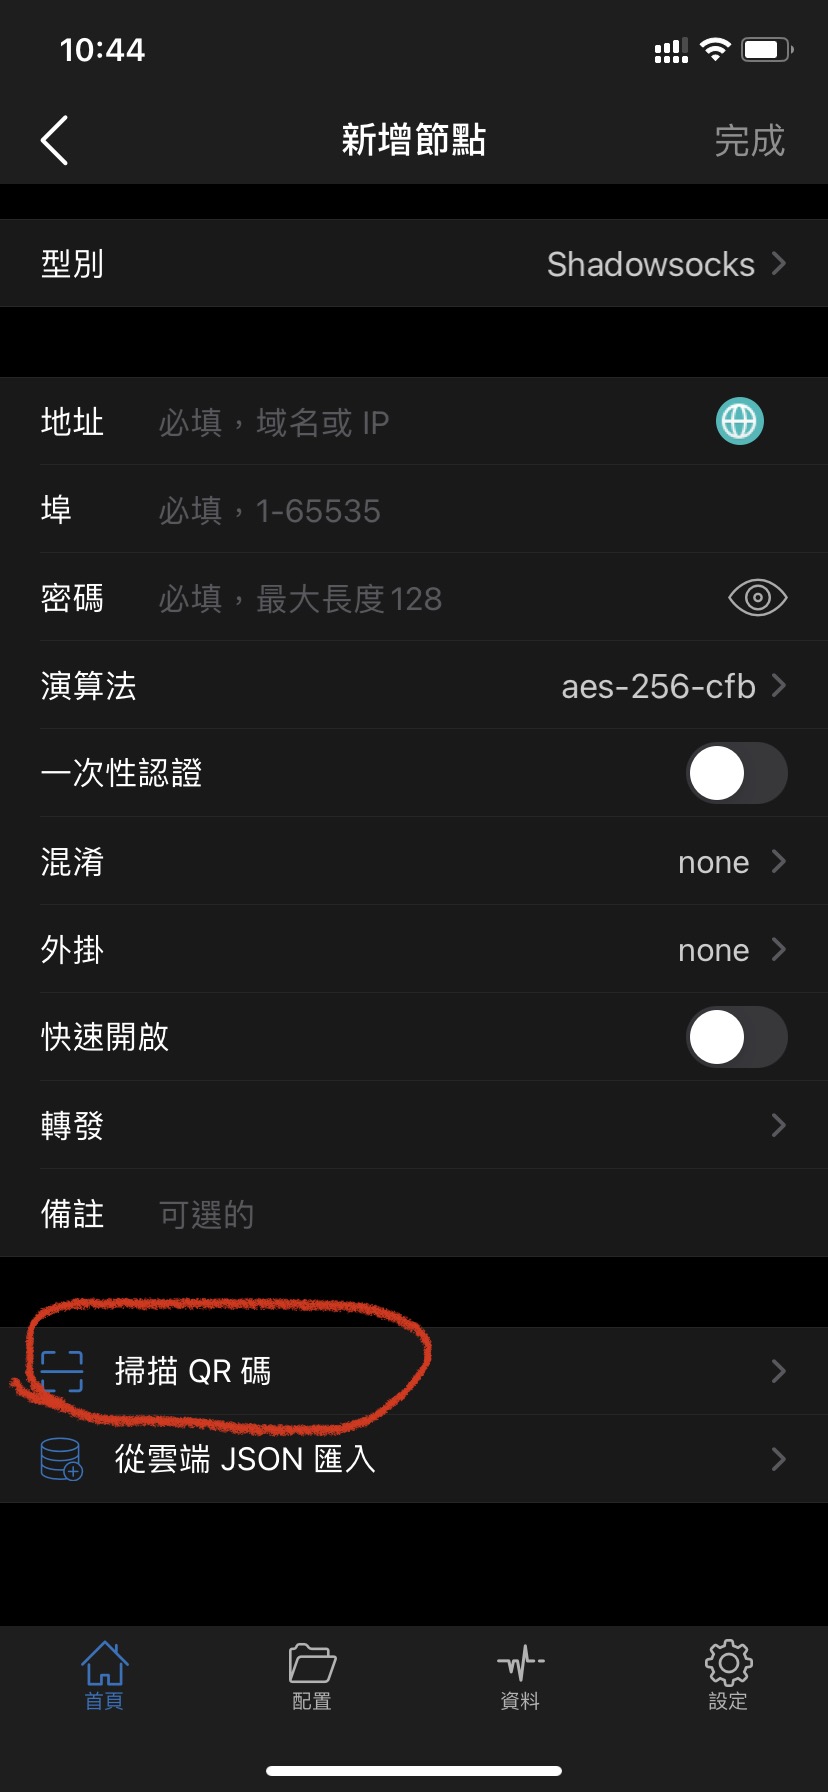 10:44
新增節點 完成
型別 Shadowsocks
地址 必填，域名或 IP
埠 必填，1-65535
密碼 必填，最大長度128
演算法 aes-256-cfb
一次性認證
混淆 none
外掛 none
快速開啟
轉發
備註 可選的
掃描 QR 碼
從雲端 JSON 匯入
首頁 配置 資料 設定